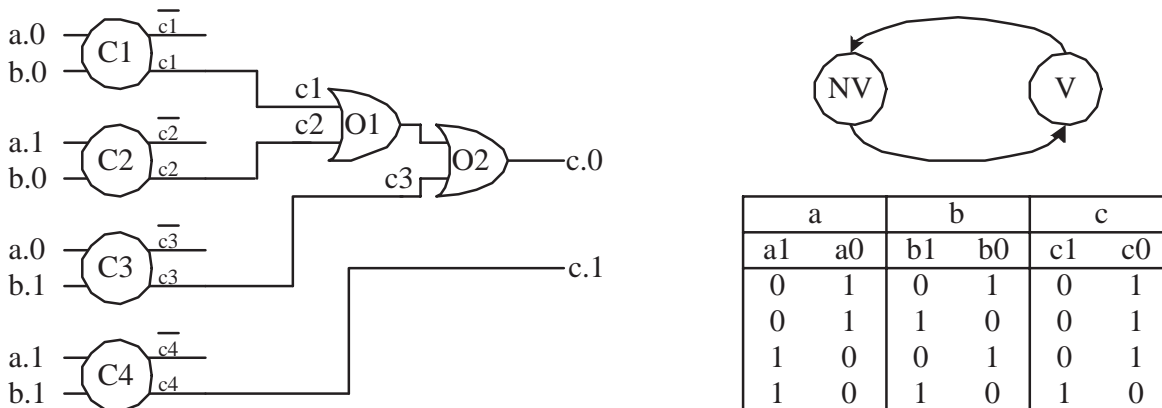 a.0 C1 c1
b.0 c1
c1
a.1 C2 c2
b.0 c2
c2
O1
c3
O2
c.0
a.0 C3 c3
b.1 c3
c.1
a.1 C4 c4
b.1 c4
NV V
a b c
a1 a0 b1 b0 c1 c0
0 1 0 1 0 1
0 1 1 0 0 1
1 0 0 1 0 1
1 0 1 0 1 0